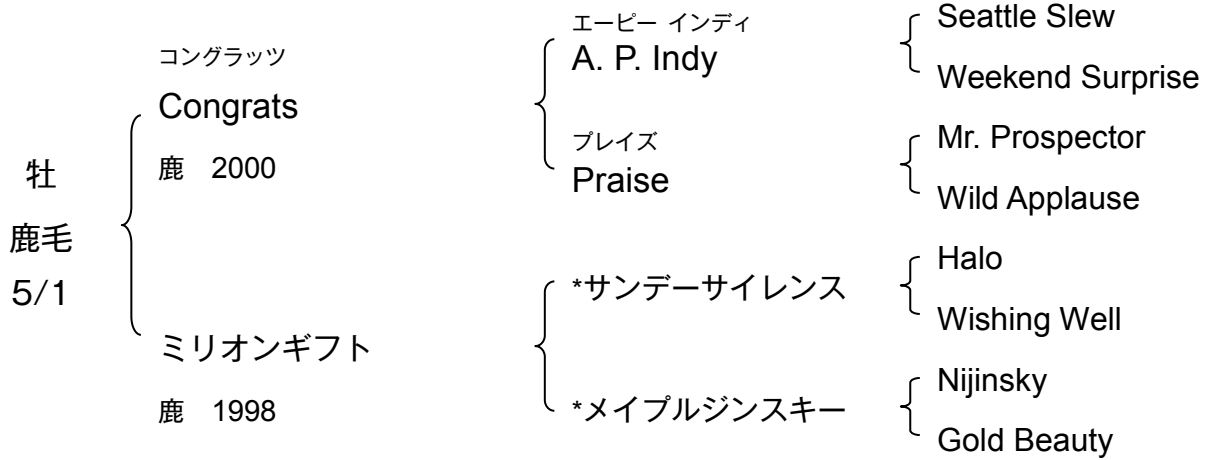 牡
鹿毛
5/1
コングラッツ
Congrats
鹿 2000
ミリオンギフト
鹿 1998
エーピー インディ
A. P. Indy
プレイズ
Praise
*サンデーサイレンス
*メイプルジンスキー
Seattle Slew
Weekend Surprise
Mr. Prospector
Wild Applause
Halo
Wishing Well
Nijinsky
Gold Beauty